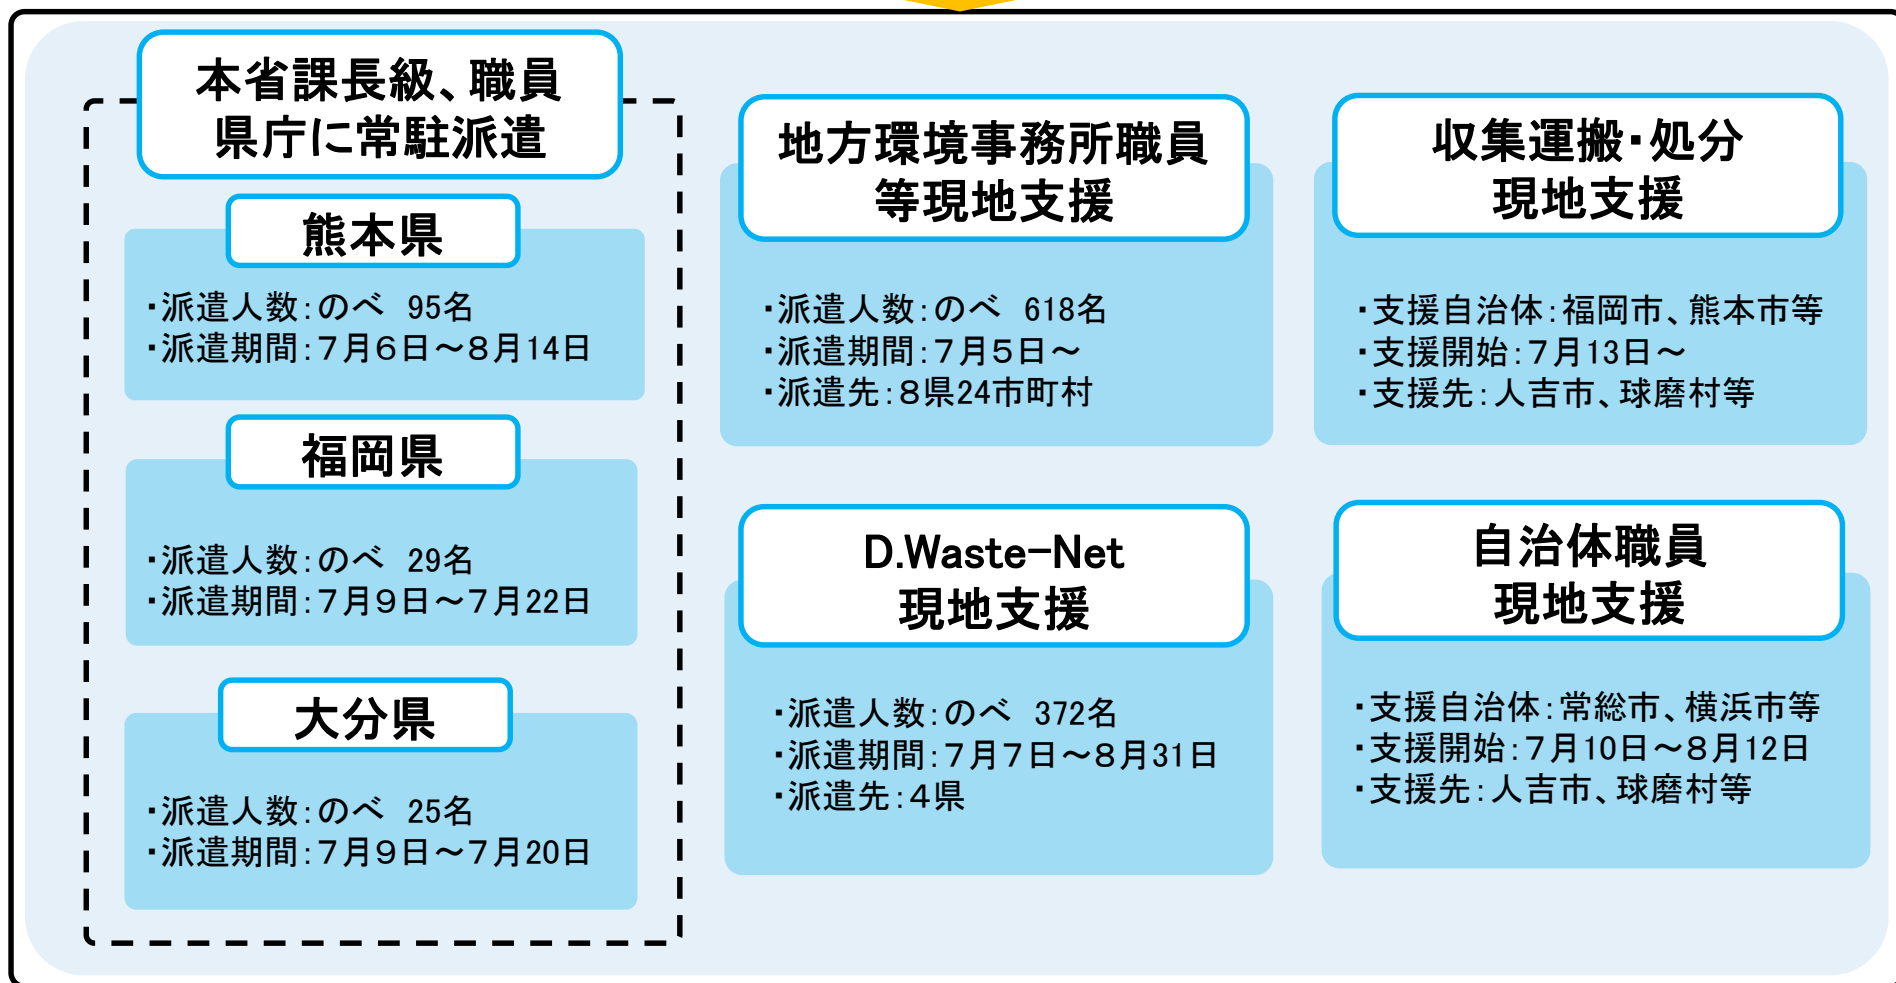 本省課長級、職員
県庁に常駐派遣
熊本県
・派遣人数：のべ　95名
・派遣期間：７月６日～８月14日
福岡県
・派遣人数：のべ　29名
・派遣期間：７月９日～７月22日
大分県
・派遣人数：のべ　25名
・派遣期間：７月９日～７月20日
地方環境事務所職員
等現地支援
・派遣人数：のべ　618名
・派遣期間：７月５日～
・派遣先：８県24市町村
収集運搬・処分
現地支援
・支援自治体：福岡市、熊本市等
・支援開始：７月13日～
・支援先：人吉市、球磨村等
D.Waste-Net
現地支援
・派遣人数：のべ　372名
・派遣期間：７月７日～８月31日
・派遣先：４県
自治体職員
現地支援
・支援自治体：常総市、横浜市等
・支援開始：７月10日～８月12日
・支援先：人吉市、球磨村等